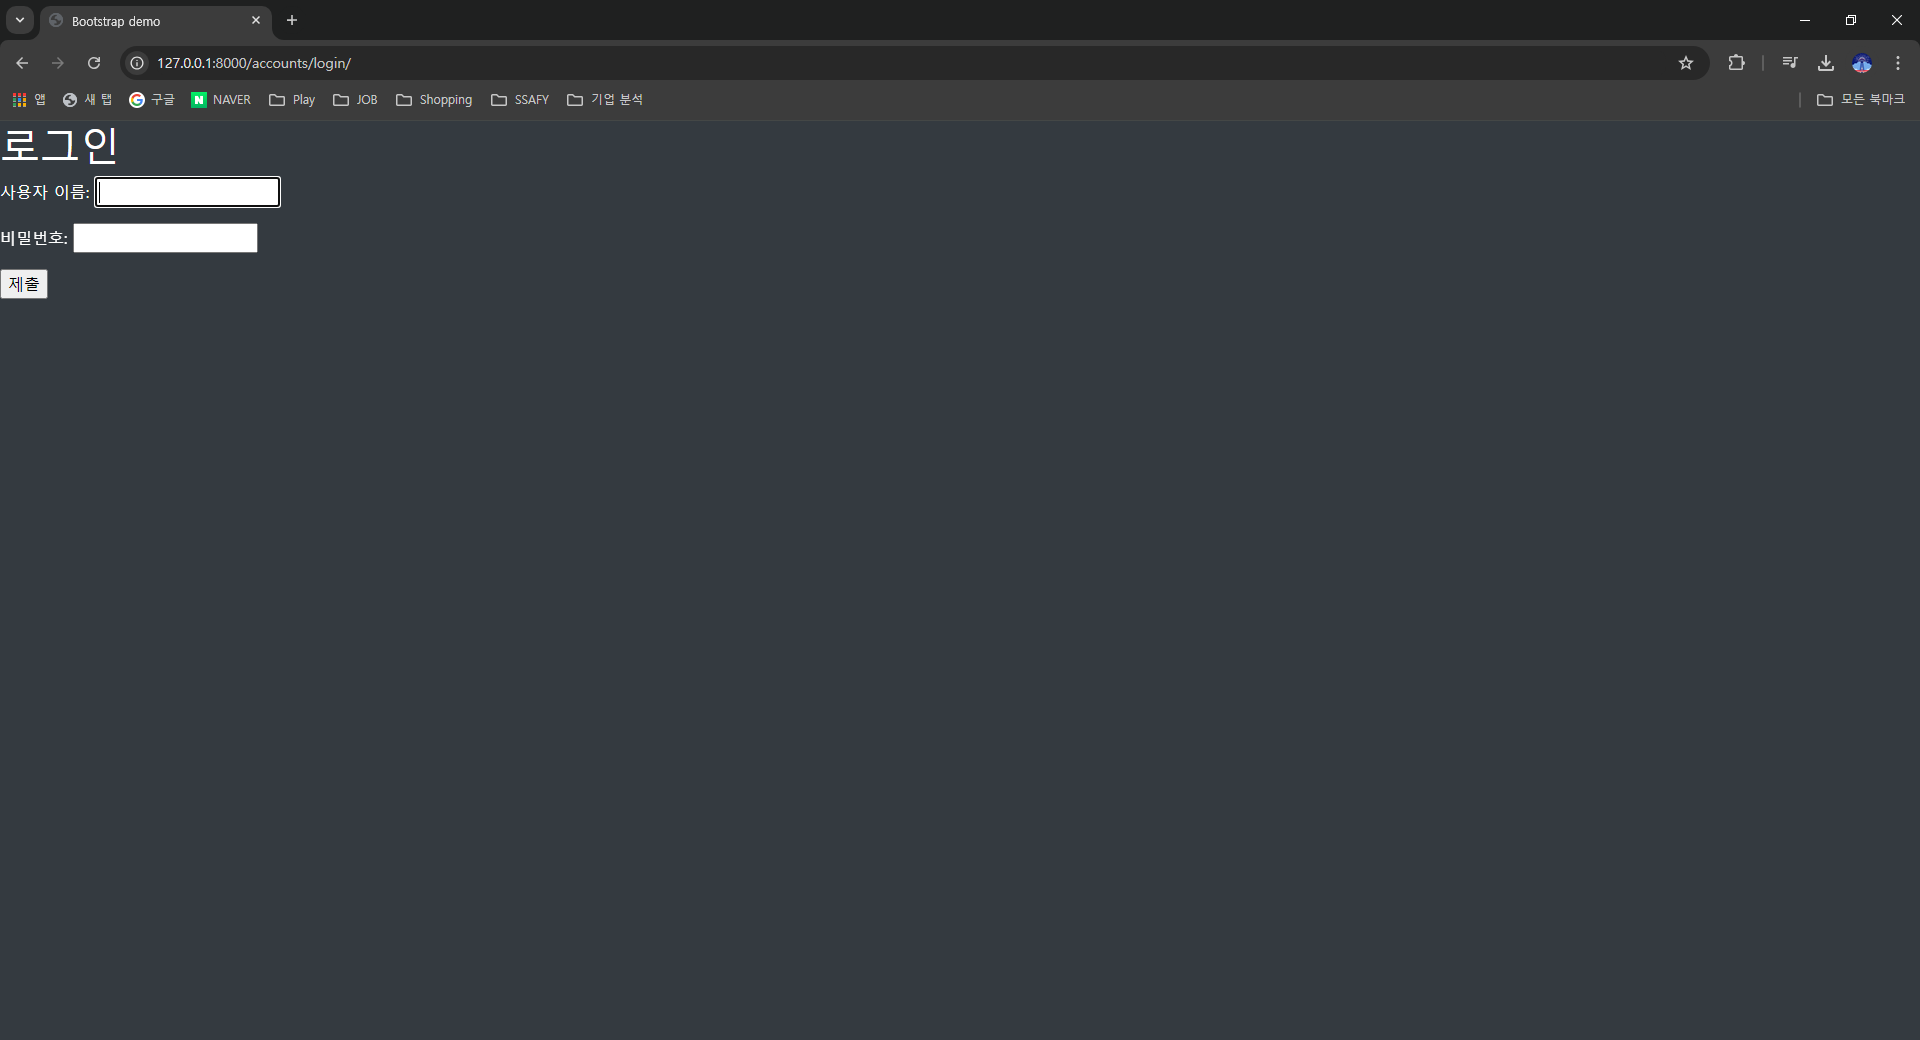 Bootstrap demo
127.0.0.1:8000/accounts/login/
앱 새 탭 구글 NAVER Play JOB Shopping SSAFY 기업 분석 모든 북마크
로그인
사용자 이름:
비밀번호:
제출